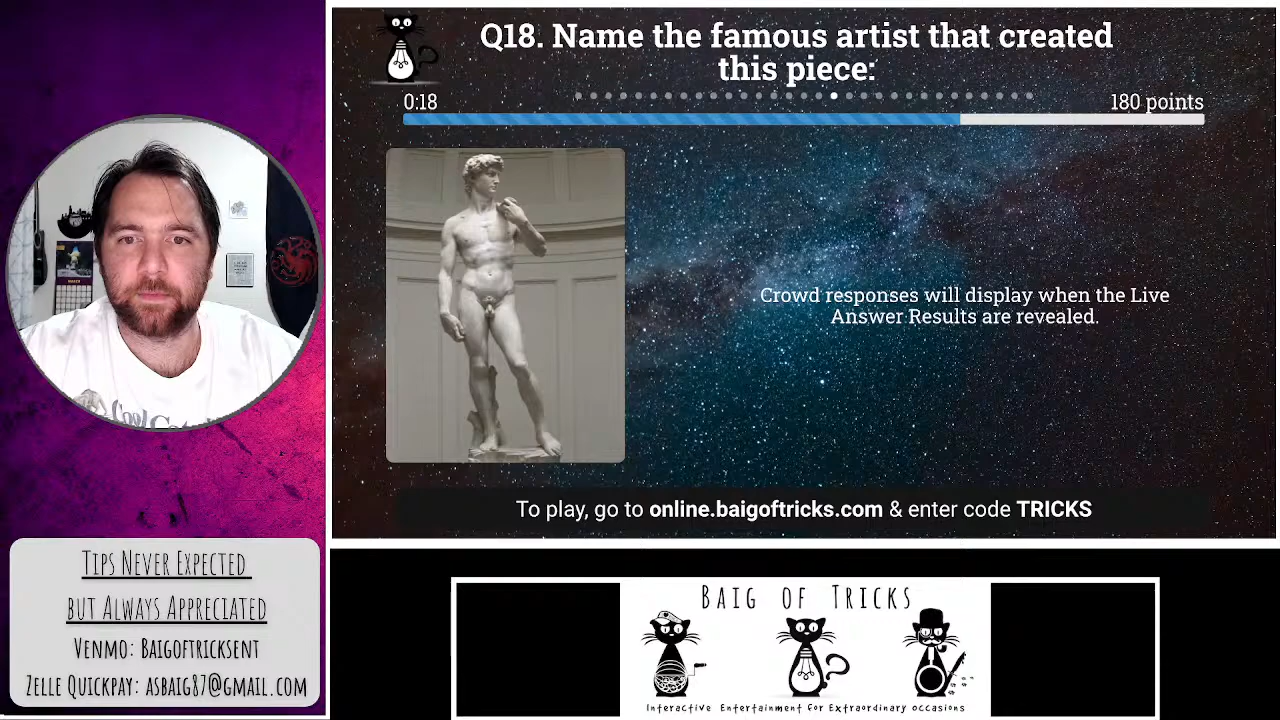 Q18. Name the famous artist that created
this piece:
0:18
180 points
Crowd responses will display when the Live
Answer Results are revealed.
To play, go to online.baigoftricks.com & enter code TRICKS
Tips Never Expected
but Always Appreciated
Venmo: Baigoftricksent
Zelle Quickpay: asbaig87@gmail.com
Baig of Tricks
Interactive Entertainment for Extraordinary occasions